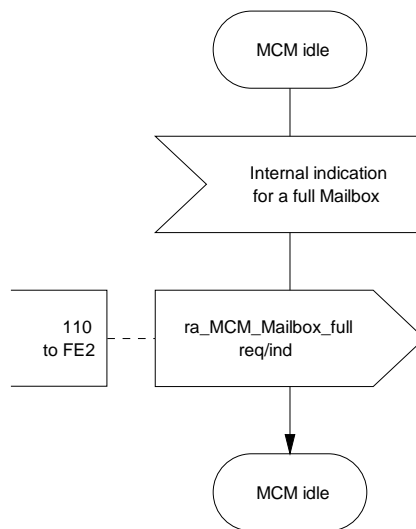 MCM idle
Internal indication
for a full Mailbox
110
to FE2
ra_MCM_Mailbox_full
req/ind
MCM idle